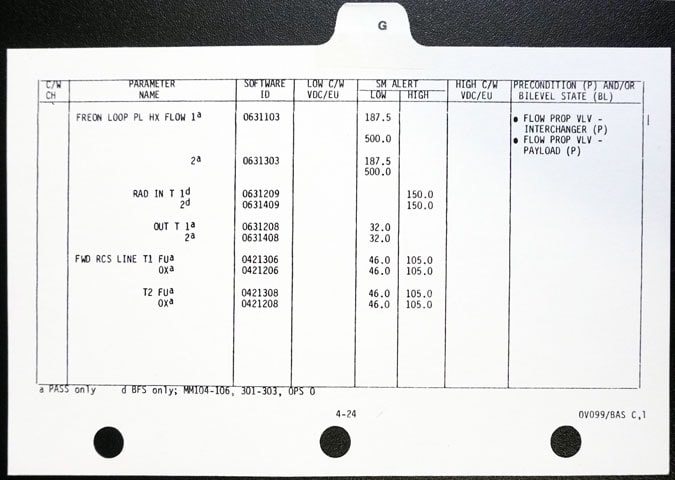 G
C/W PARAMETER SOFTWARE LOW C/W SM ALERT HIGH C/W PRECONDITION (P) AND/OR
CH NAME ID VDC/EU LOW HIGH VDC/EU BILEVEL STATE (BL)
FREON LOOP PL HX FLOW 1a 0631103 187.5 ● FLOW PROP VLV -
INTERCHANGER (P)
500.0 ● FLOW PROP VLV -
PAYLOAD (P)
2a 0631303 187.5
500.0
RAD IN T 1d 0631209 150.0
2d 0631409 150.0
OUT T 1a 0631208 32.0
2a 0631408 32.0
FWD RCS LINE T1 FUa 0421306 46.0 105.0
OXa 0421206 46.0 105.0
T2 FUa 0421308 46.0 105.0
OXa 0421208 46.0 105.0
a PASS only d BFS only; MM104-106, 301-303, OPS 0
4-24 OV099/BAS C,1